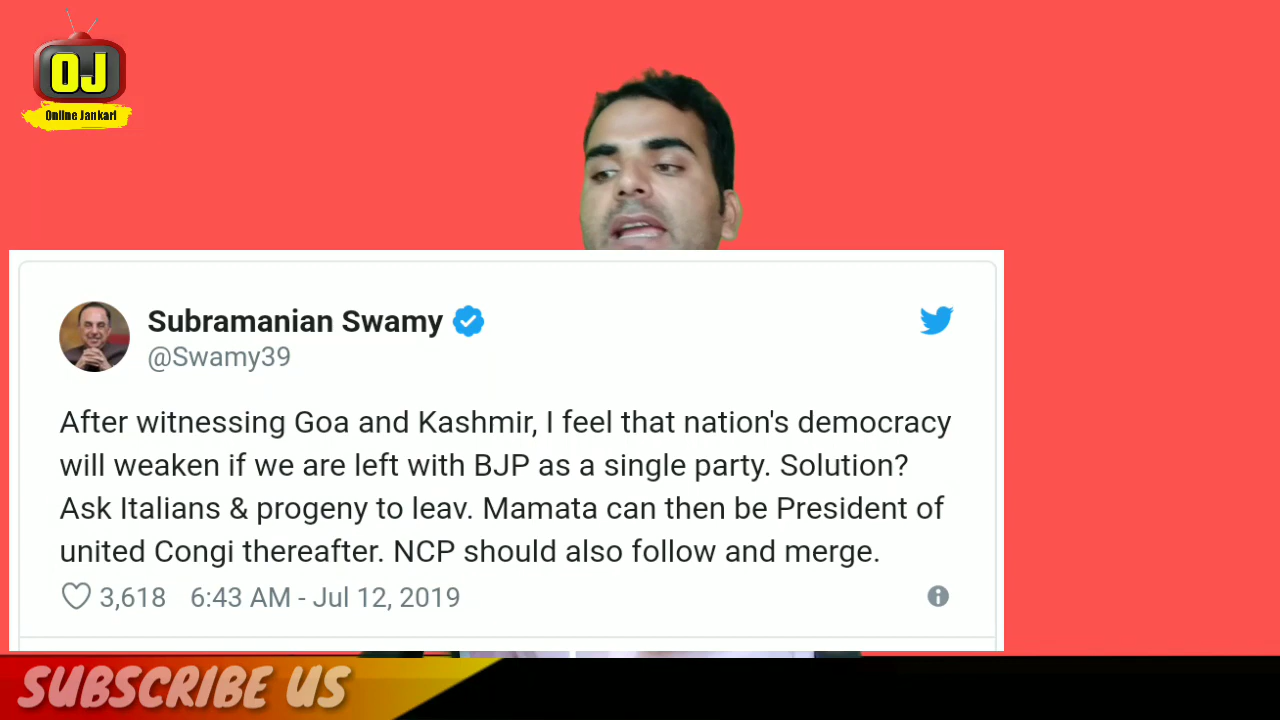 OJ
Online Jankari
Subramanian Swamy
@Swamy39
After witnessing Goa and Kashmir, I feel that nation's democracy
will weaken if we are left with BJP as a single party. Solution?
Ask Italians & progeny to leav. Mamata can then be President of
united Congi thereafter. NCP should also follow and merge.
3,618 6:43 AM - Jul 12, 2019
SUBSCRIBE US